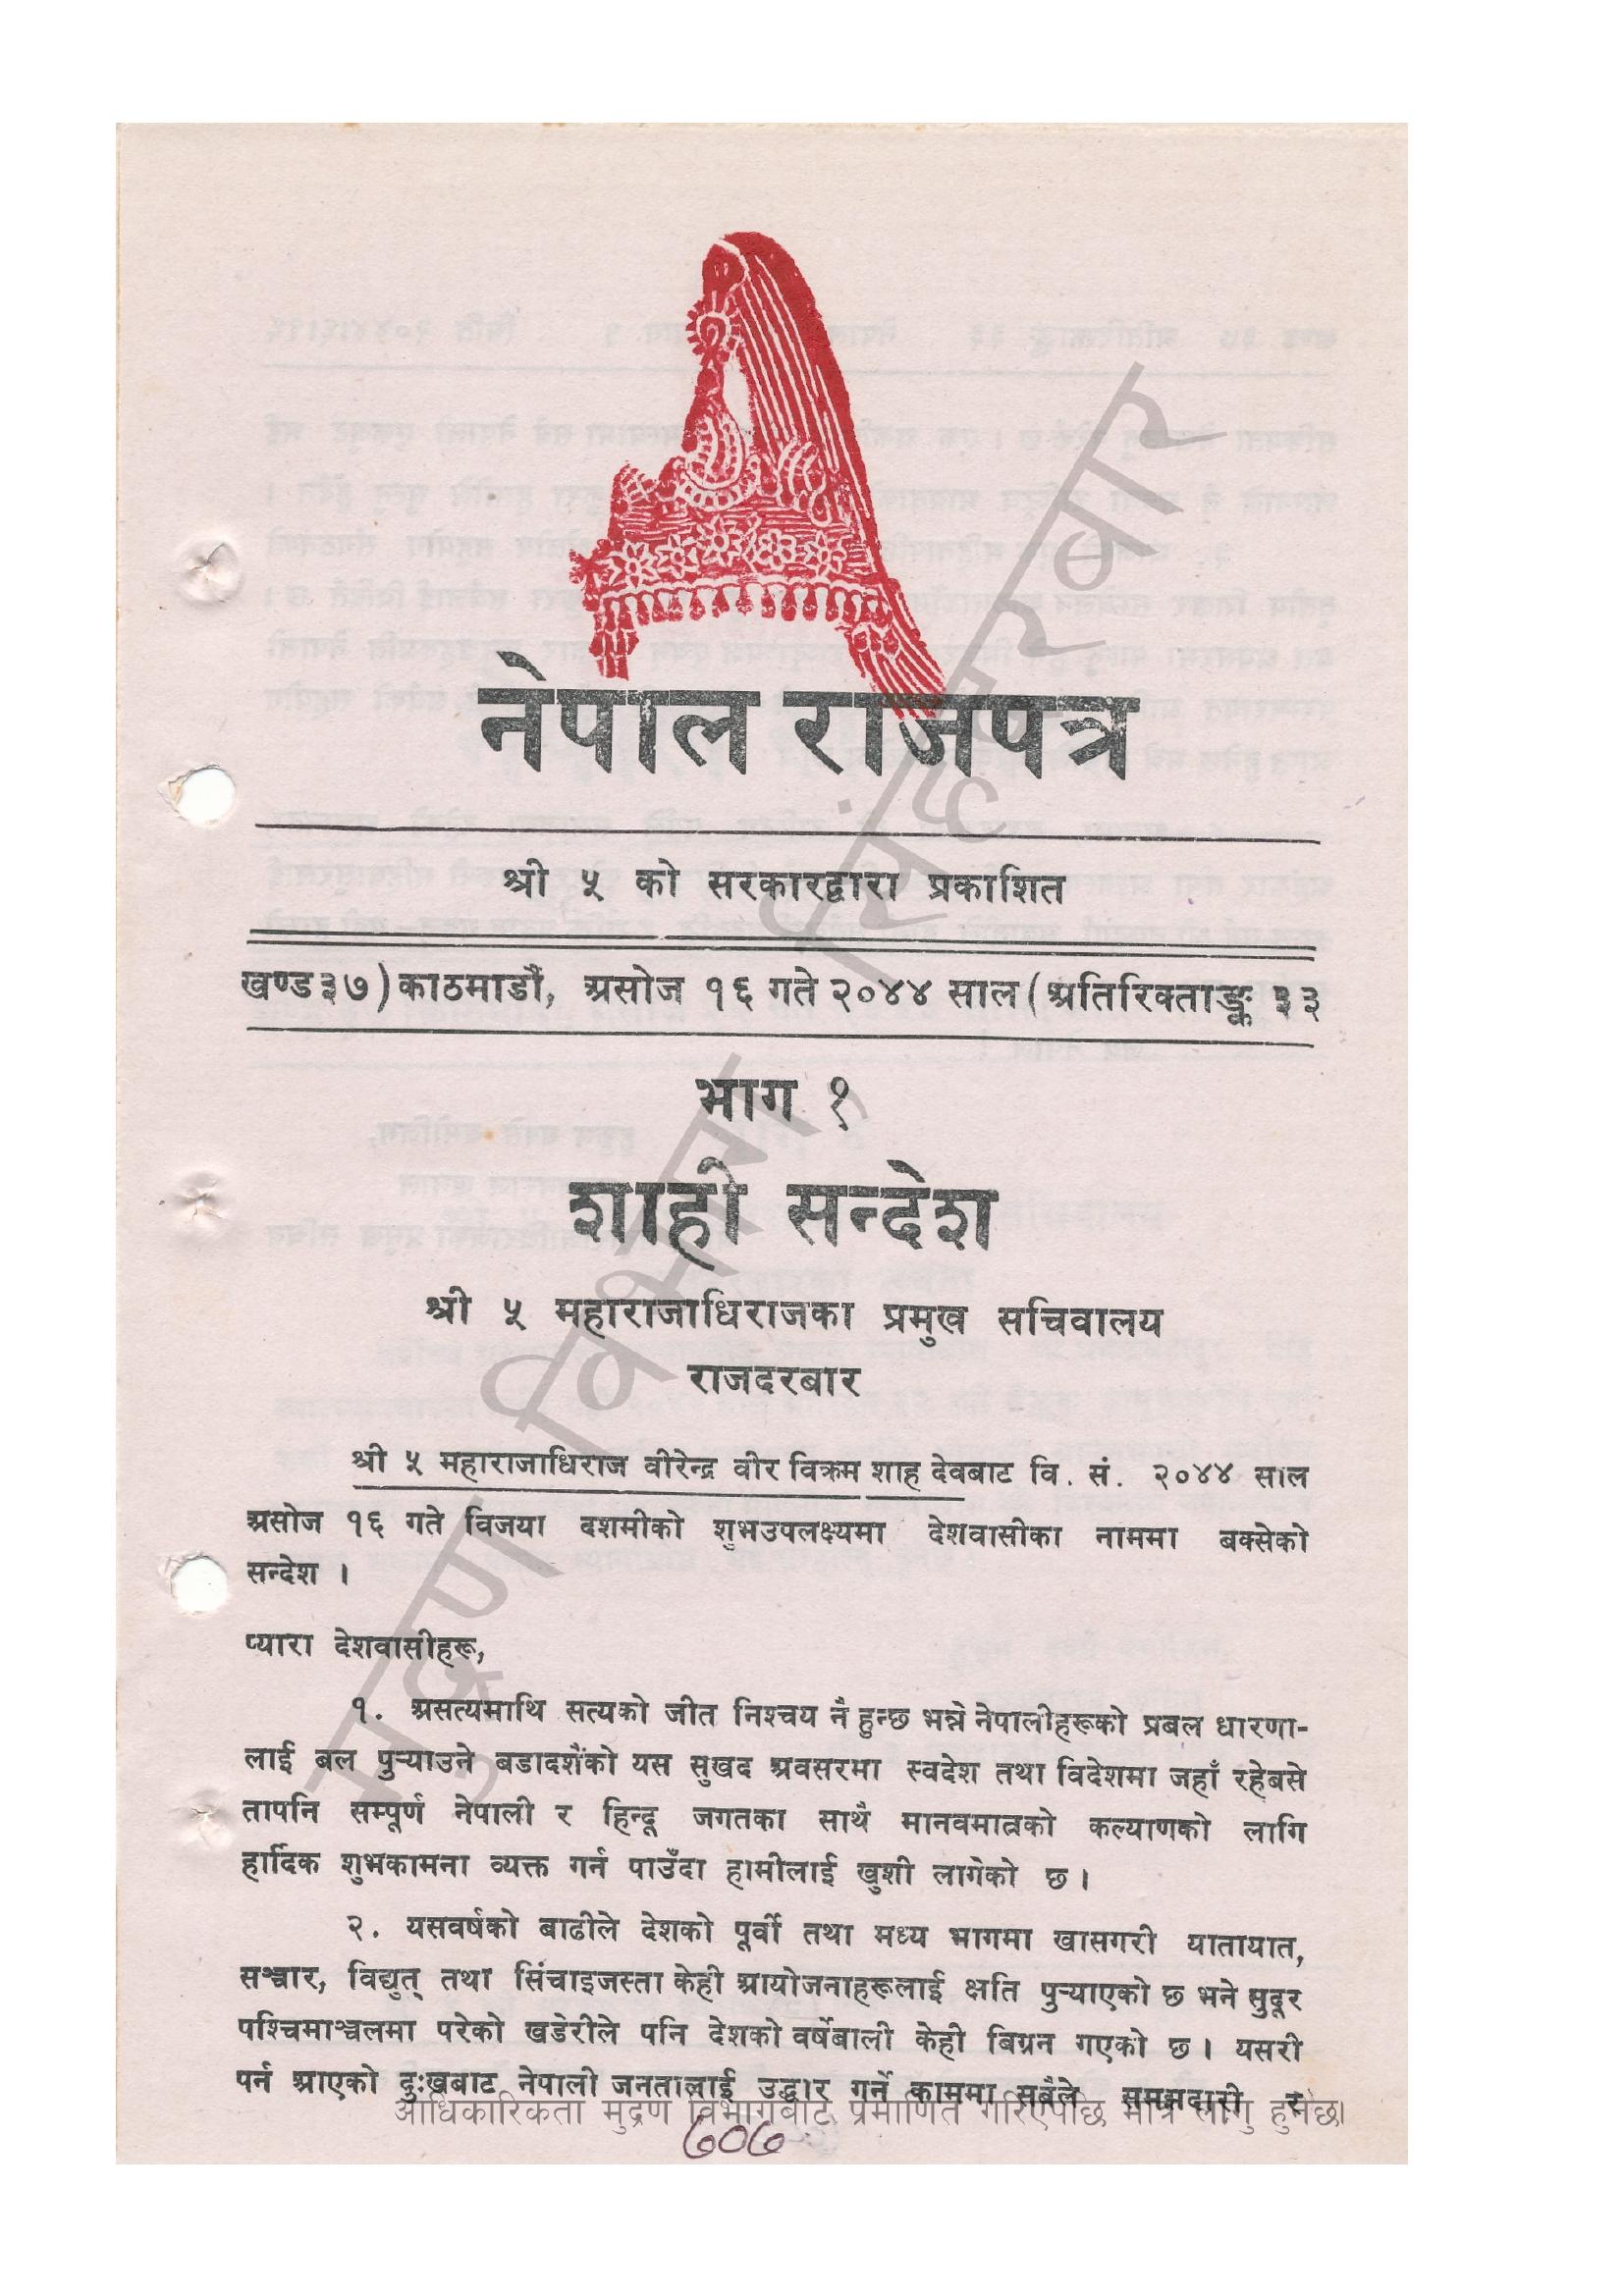 नेपाल राजपत्र
श्री ५ को सरकारद्वारा प्रकाशित
खण्ड ३७) काठमाडौं, असोज १६ गते २०४४ साल (अतिरिक्ताङ्क ३३
भाग १
शाही सन्देश
श्री ५ महाराजाधिराजका प्रमुख सचिवालय
राजदरबार
श्री ५ महाराजाधिराज वीरेन्द्र वीर विक्रम शाह देवबाट वि. सं. २०४४ साल
असोज १६ गते विजया दशमीको शुभउपलक्ष्यमा देशवासीका नाममा बक्सेको
सन्देश ।
प्यारा देशवासीहरू,
१. असत्यमाथि सत्यको जीत निश्चय नै हुन्छ भन्ने नेपालीहरूको प्रबल धारणा-
लाई बल पुऱ्याउने बडादशैंको यस सुखद अवसरमा स्वदेश तथा विदेशमा जहाँ रहेबसे
तापनि सम्पूर्ण नेपाली र हिन्दू जगतका साथै मानवमात्रको कल्याणको लागि
हार्दिक शुभकामना व्यक्त गर्न पाउँदा हामीलाई खुशी लागेको छ ।
२. यसवर्षको बाढीले देशको पूर्वी तथा मध्य भागमा खासगरी यातायात,
सञ्चार, विद्युत् तथा सिंचाइजस्ता केही आयोजनाहरूलाई क्षति पुऱ्याएको छ भने सुदूर
पश्चिमाञ्चलमा परेको खडेरीले पनि देशको वर्षेबाली केही बिग्रन गएको छ । यसरी
पर्न आएको दुःखबाट नेपाली जनतालाई उद्धार गर्ने काममा सबैले समझदारी र
आधिकारिकता मुद्रण विभागबाट प्रमाणित गरिएपछि मात्र लागु हुनेछ।
७०७
मुद्रण विभाग, सिंहदरबार